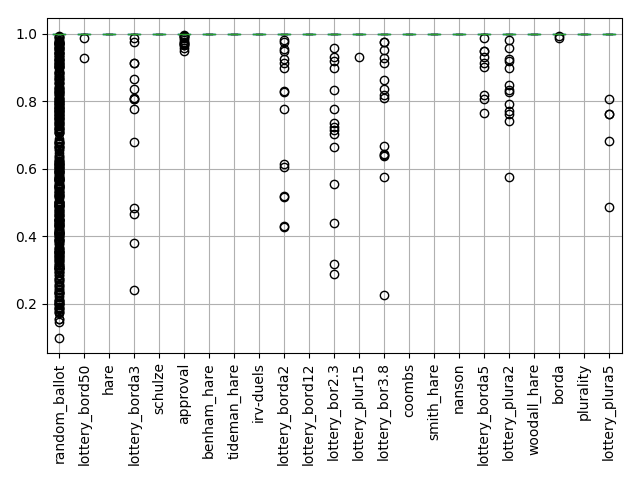 1.0
0.8
0.6
0.4
0.2
random_ballot
lottery_bord50
hare
lottery_borda3
schulze
approval
benham_hare
tideman_hare
irv-duels
lottery_borda2
lottery_bord12
lottery_bor2.3
lottery_plur15
lottery_bor3.8
coombs
smith_hare
nanson
lottery_borda5
lottery_plura2
woodall_hare
borda
plurality
lottery_plura5